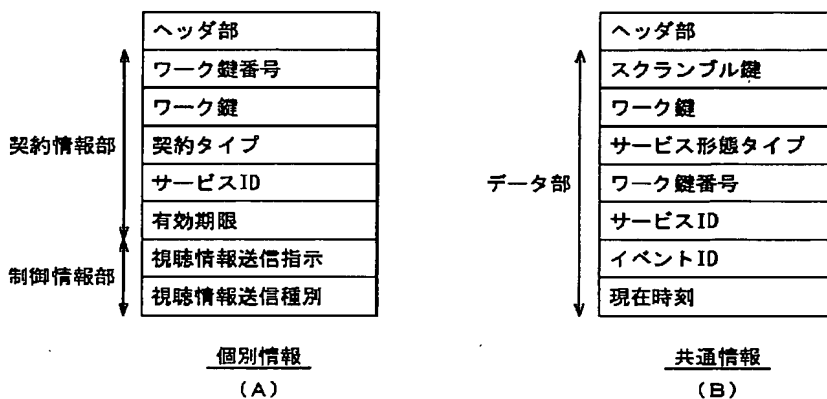 ヘッダ部
ワーク鍵番号
ワーク鍵
契約タイプ
サービスID
有効期限
視聴情報送信指示
視聴情報送信種別
契約情報部
制御情報部
個別情報
(A)
ヘッダ部
スクランブル鍵
ワーク鍵
サービス形態タイプ
ワーク鍵番号
サービスID
イベントID
現在時刻
データ部
共通情報
(B)